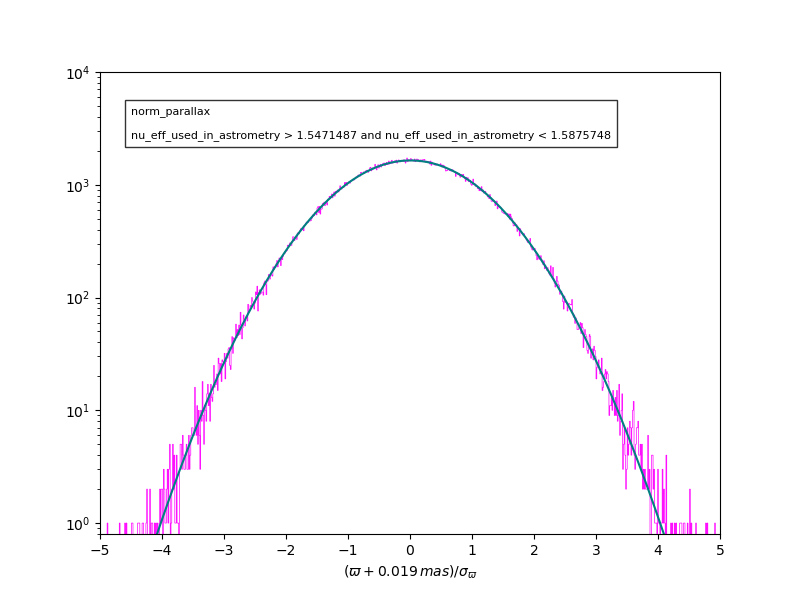 norm_parallax
nu_eff_used_in_astrometry > 1.5471487 and nu_eff_used_in_astrometry < 1.5875748
10⁴
10³
10²
10¹
10⁰
−5 −4 −3 −2 −1 0 1 2 3 4 5
(ϖ + 0.019 mas)/σ_ϖ